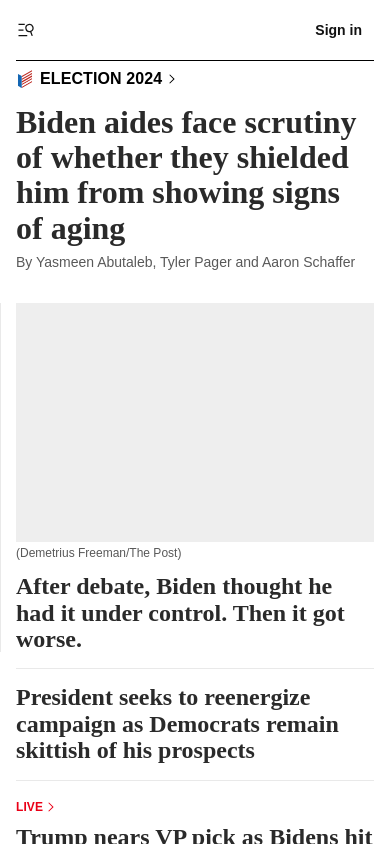 Sign in
ELECTION 2024
Biden aides face scrutiny
of whether they shielded
him from showing signs
of aging
By Yasmeen Abutaleb, Tyler Pager and Aaron Schaffer
(Demetrius Freeman/The Post)
After debate, Biden thought he
had it under control. Then it got
worse.
President seeks to reenergize
campaign as Democrats remain
skittish of his prospects
LIVE
Trump nears VP pick as Bidens hit